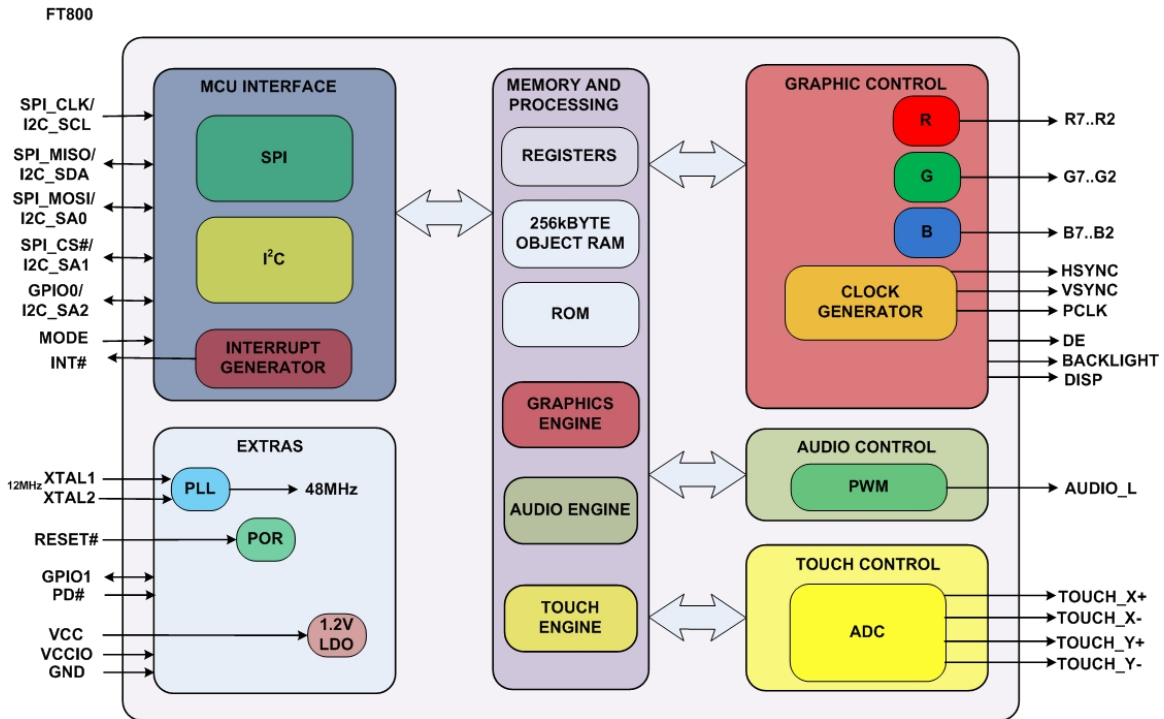 FT800
MCU INTERFACE
SPI_CLK/
I2C_SCL
SPI_MISO/
I2C_SDA
SPI_MOSI/
I2C_SA0
SPI_CS#/
I2C_SA1
GPIO0/
I2C_SA2
MODE
INT#
SPI
I²C
INTERRUPT
GENERATOR
EXTRAS
12MHz
XTAL1
XTAL2
PLL
48MHz
RESET#
POR
GPIO1
PD#
VCC
VCCIO
GND
1.2V
LDO
MEMORY AND
PROCESSING
REGISTERS
256kBYTE
OBJECT RAM
ROM
GRAPHICS
ENGINE
AUDIO ENGINE
TOUCH
ENGINE
GRAPHIC CONTROL
R
R7..R2
G
G7..G2
B
B7..B2
CLOCK
GENERATOR
HSYNC
VSYNC
PCLK
DE
BACKLIGHT
DISP
AUDIO CONTROL
PWM
AUDIO_L
TOUCH CONTROL
ADC
TOUCH_X+
TOUCH_X-
TOUCH_Y+
TOUCH_Y-